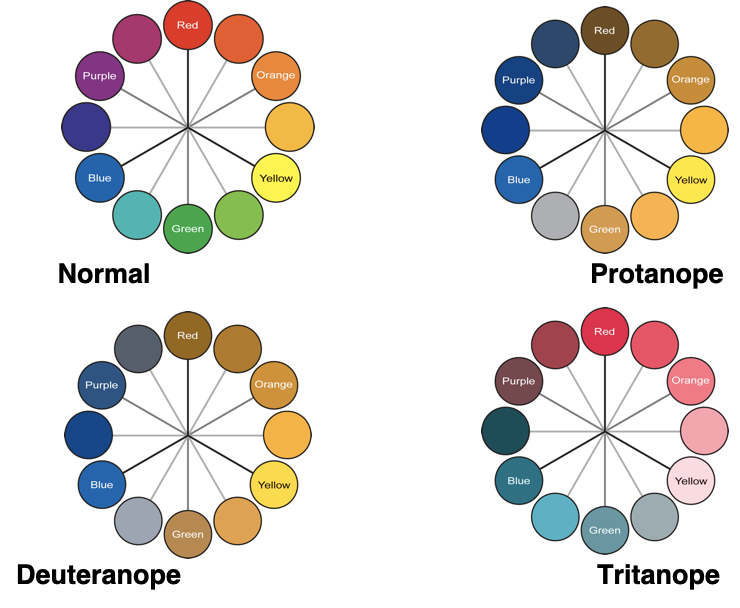 Red
Purple
Orange
Blue
Yellow
Green
Normal
Red
Purple
Orange
Blue
Yellow
Green
Protanope
Red
Purple
Orange
Blue
Yellow
Green
Deuteranope
Red
Purple
Orange
Blue
Yellow
Green
Tritanope